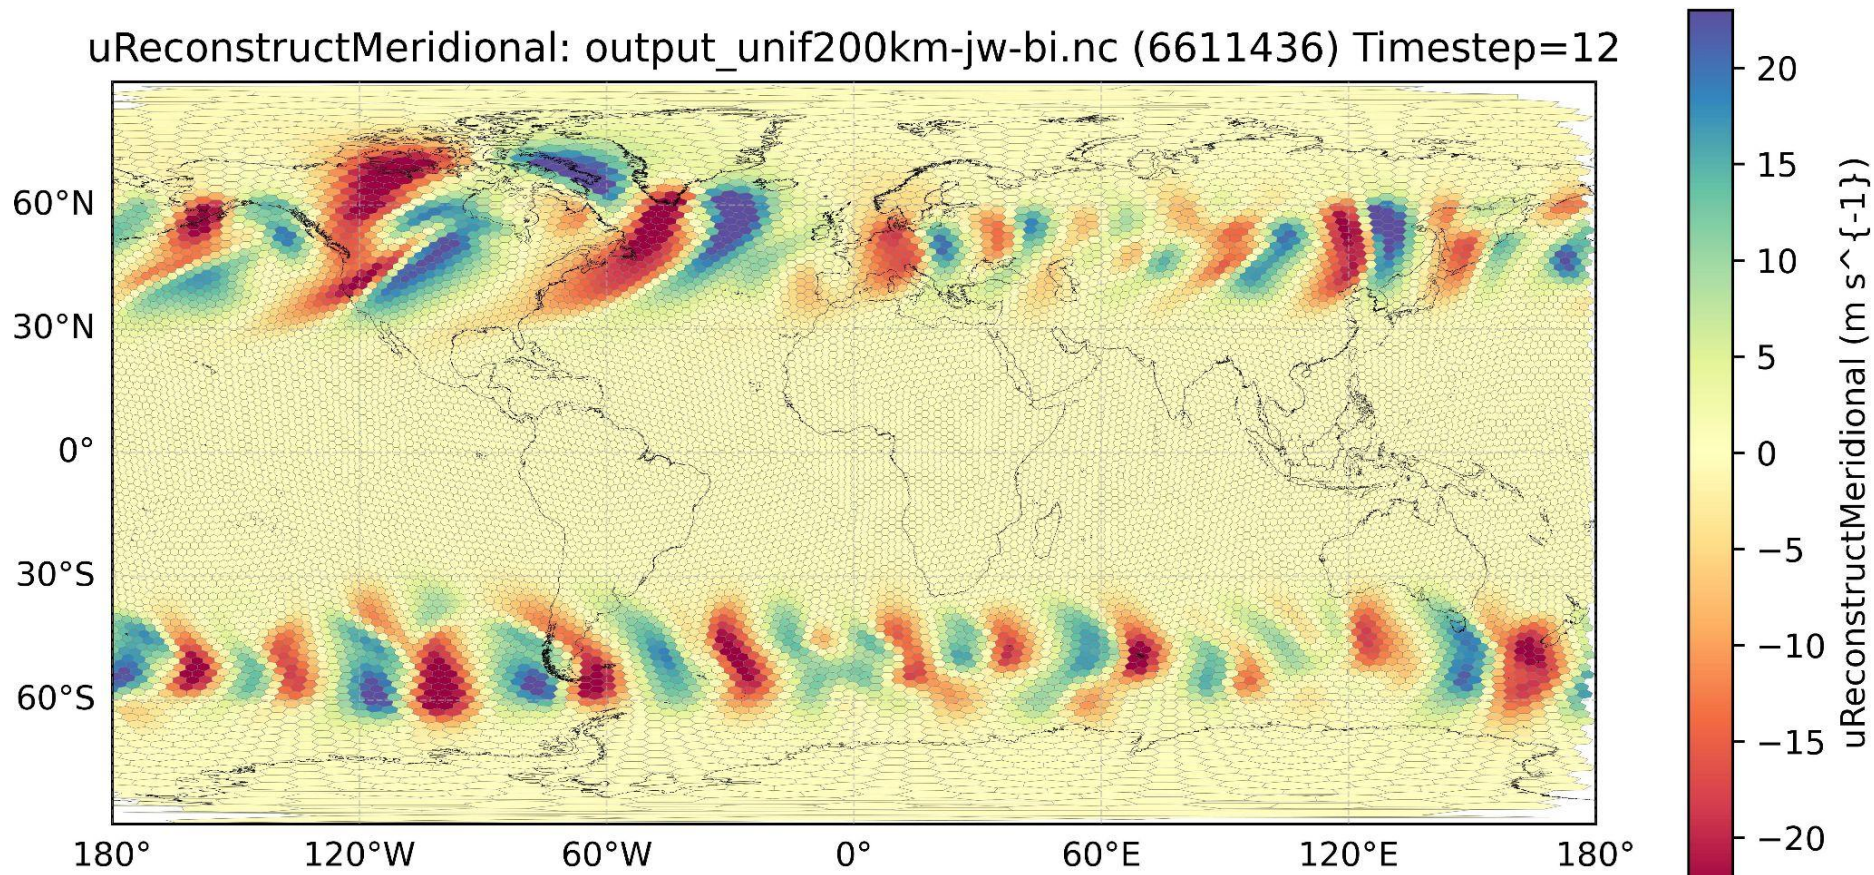 uReconstructMeridional: output_unif200km-jw-bi.nc (6611436) Timestep=12
60°N
30°N
0°
30°S
60°S
180°
120°W
60°W
0°
60°E
120°E
180°
20
15
10
5
0
−5
−10
−15
−20
uReconstructMeridional (m s^{-1})